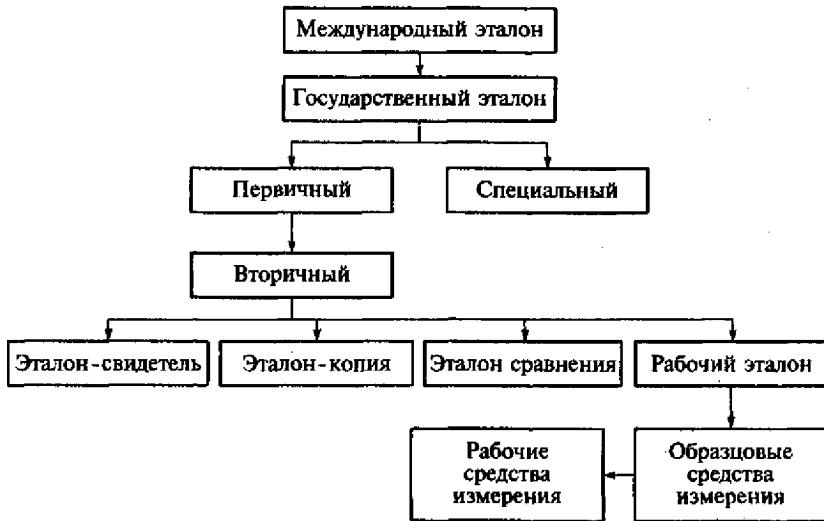 Международный эталон
Государственный эталон
Первичный
Специальный
Вторичный
Эталон-свидетель
Эталон-копия
Эталон сравнения
Рабочий эталон
Рабочие
средства
измерения
Образцовые
средства
измерения